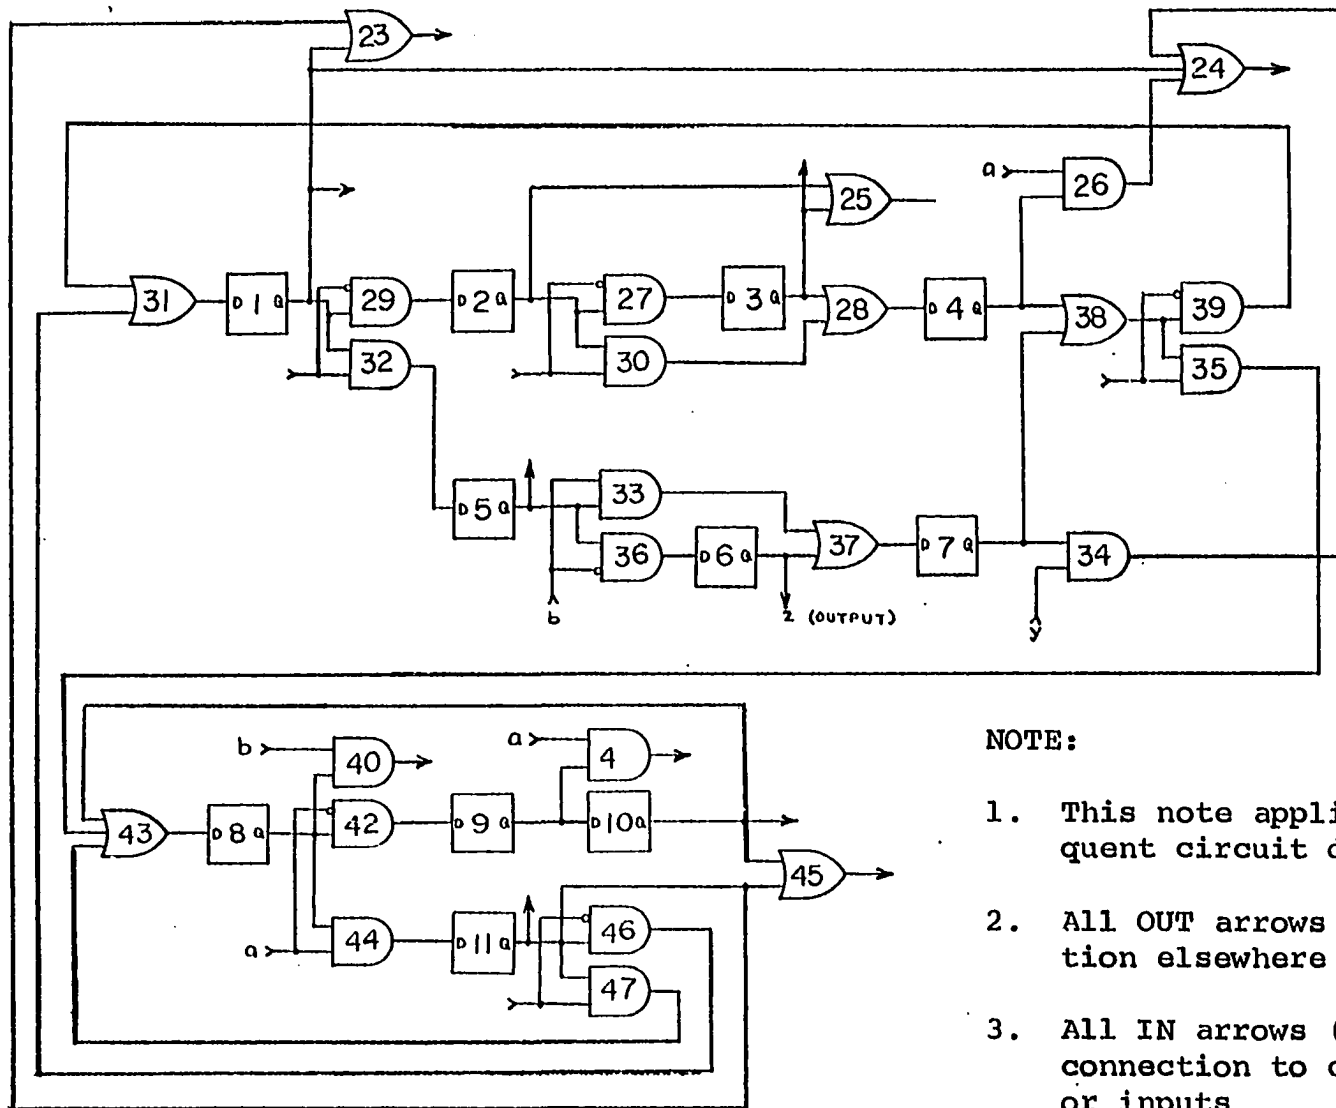 23
24
a
26
25
31
D 1 Q
29
D 2 Q
27
D 3 Q
28
D 4 Q
38
39
32
30
35
D 5 Q
33
36
D 6 Q
37
D 7 Q
34
b
2 (OUTPUT)
y
b
40
a
4
43
D 8 Q
42
D 9 Q
D 10 Q
45
a
44
D 11 Q
46
47
NOTE:
1. This note appli
quent circuit
2. All OUT arrows
tion elsewhere
3. All IN arrows (
connection to
or inputs